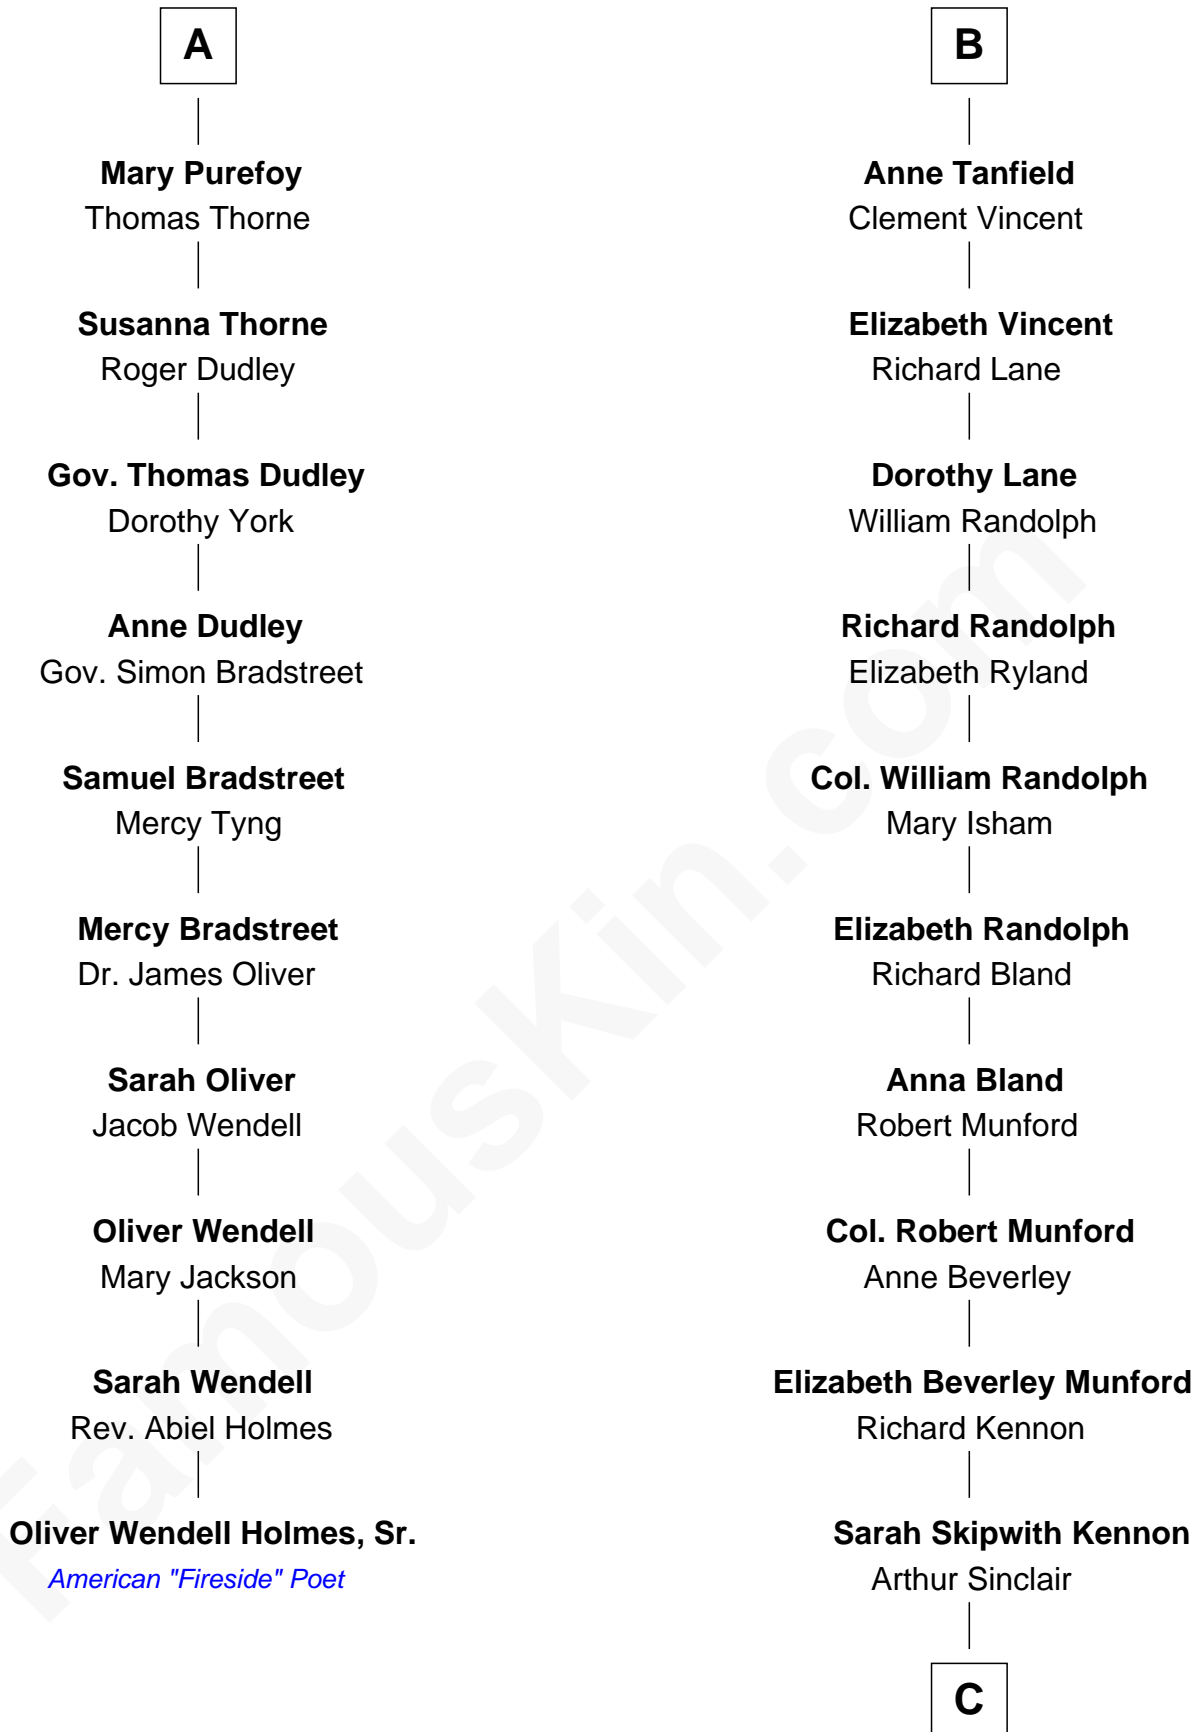 A
Mary Purefoy
Thomas Thorne
Susanna Thorne
Roger Dudley
Gov. Thomas Dudley
Dorothy York
Anne Dudley
Gov. Simon Bradstreet
Samuel Bradstreet
Mercy Tyng
Mercy Bradstreet
Dr. James Oliver
Sarah Oliver
Jacob Wendell
Oliver Wendell
Mary Jackson
Sarah Wendell
Rev. Abiel Holmes
Oliver Wendell Holmes, Sr.
American "Fireside" Poet
B
Anne Tanfield
Clement Vincent
Elizabeth Vincent
Richard Lane
Dorothy Lane
William Randolph
Richard Randolph
Elizabeth Ryland
Col. William Randolph
Mary Isham
Elizabeth Randolph
Richard Bland
Anna Bland
Robert Munford
Col. Robert Munford
Anne Beverley
Elizabeth Beverley Munford
Richard Kennon
Sarah Skipwith Kennon
Arthur Sinclair
C
FamousKin.com